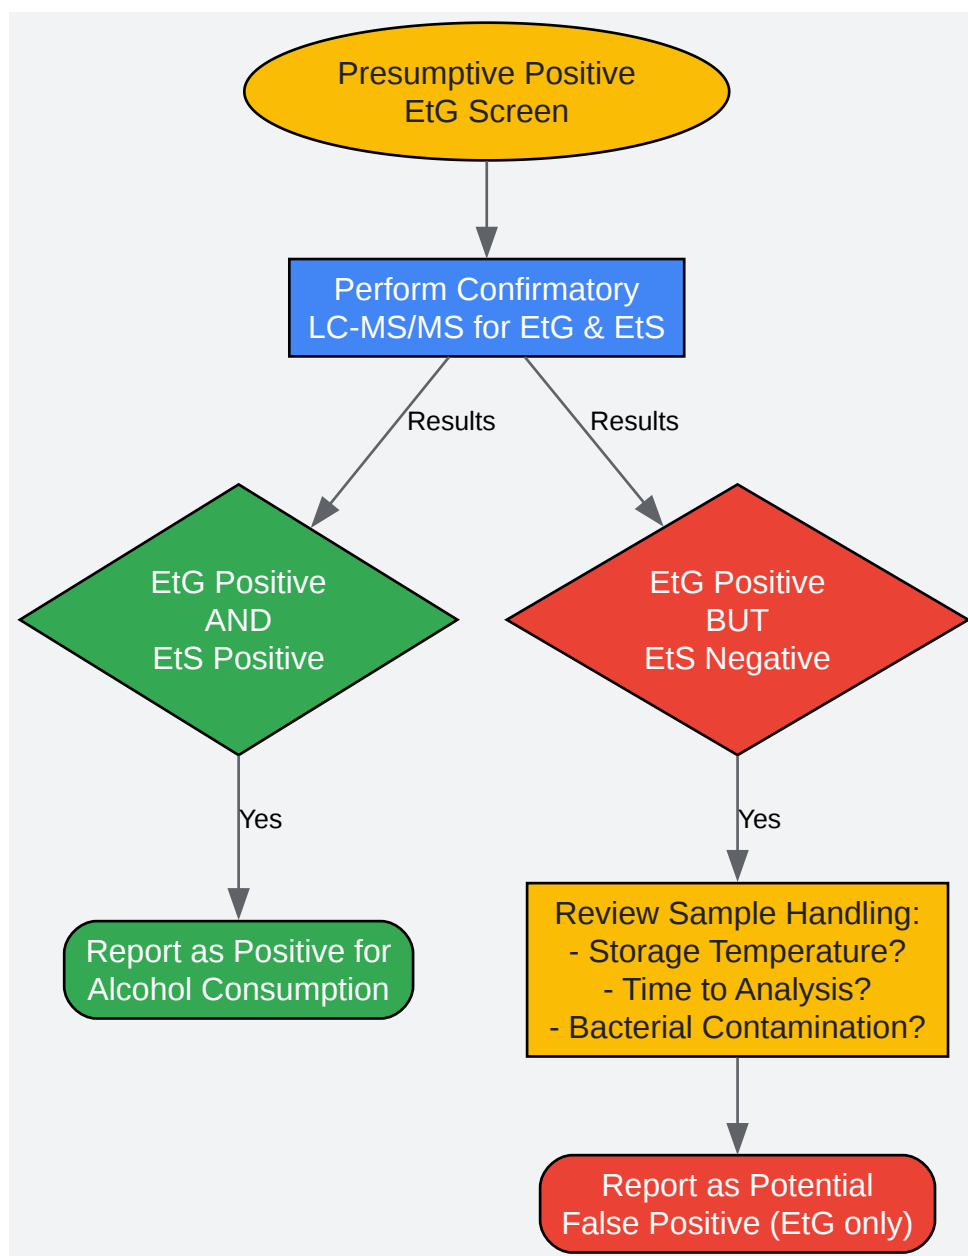 Presumptive Positive
EtG Screen
Perform Confirmatory
LC-MS/MS for EtG & EtS
Results
Results
EtG Positive
AND
EtS Positive
EtG Positive
BUT
EtS Negative
Yes
Yes
Report as Positive for
Alcohol Consumption
Review Sample Handling:
- Storage Temperature?
- Time to Analysis?
- Bacterial Contamination?
Report as Potential
False Positive (EtG only)